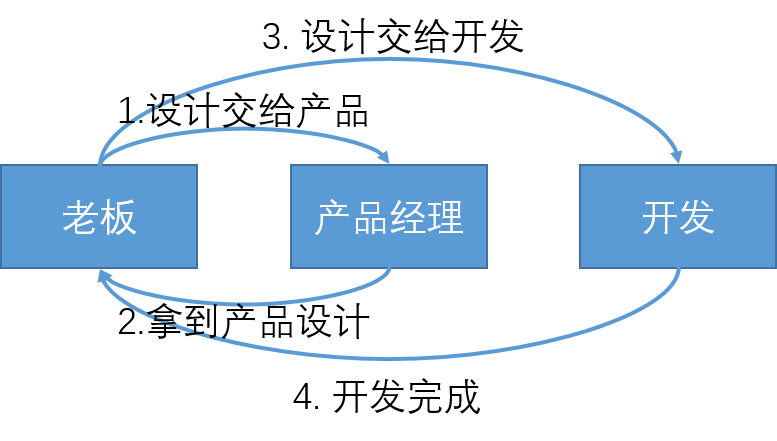 3. 设计交给开发
1.设计交给产品
老板
产品经理
开发
2.拿到产品设计
4. 开发完成